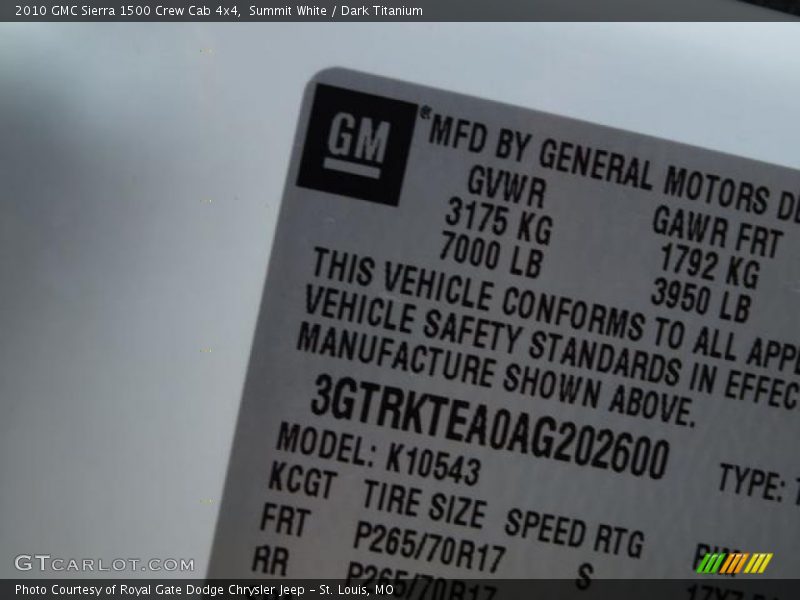 2010 GMC Sierra 1500 Crew Cab 4x4, Summit White / Dark Titanium
GM
® MFD BY GENERAL MOTORS
GVWR GAWR FRT
3175 KG 1792 KG
7000 LB 3950 LB
THIS VEHICLE CONFORMS TO ALL
VEHICLE SAFETY STANDARDS IN
MANUFACTURE SHOWN ABOVE.
3GTRKTEA0AG202600
MODEL: K10543 TYPE:
KCGT TIRE SIZE SPEED RTG
FRT P265/70R17 S
RR P265/70R17
GTCARLOT.COM
Photo Courtesy of Royal Gate Dodge Chrysler Jeep – St. Louis, MO